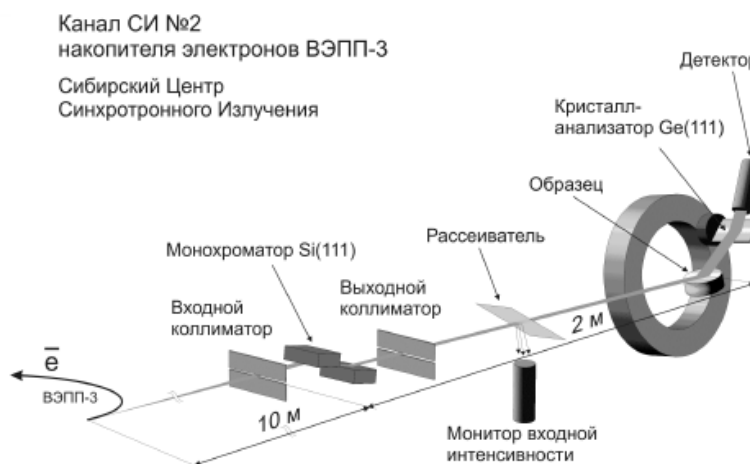 Канал СИ №2
накопителя электронов ВЭПП-3
Сибирский Центр
Синхротронного Излучения
Детектор
Кристалл-
анализатор Ge(111)
Образец
Рассеиватель
Монохроматор Si(111)
Выходной
коллиматор
Входной
коллиматор
2 м
e
ВЭПП-3
10 м
Монитор входной
интенсивности